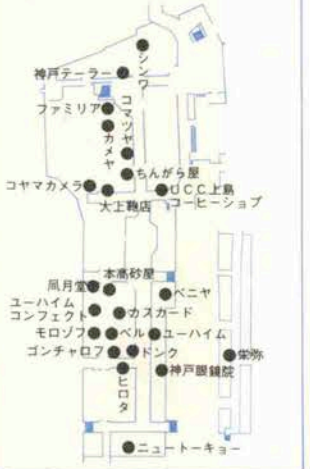 シンワ
神戸テーラー
ファミリア
コマツヤ
カメヤ
ちんがら屋
コヤマカメラ
大上鞄店
UCC上島
コーヒーショップ
本高砂屋
凮月堂
ベニヤ
ユーハイム
コンフェクト
カスカード
モロゾフ
ベル
ユーハイム
ゴンチャロフ
ドンク
栄弥
ヒロタ
神戸眼鏡院
ニュートーキョー